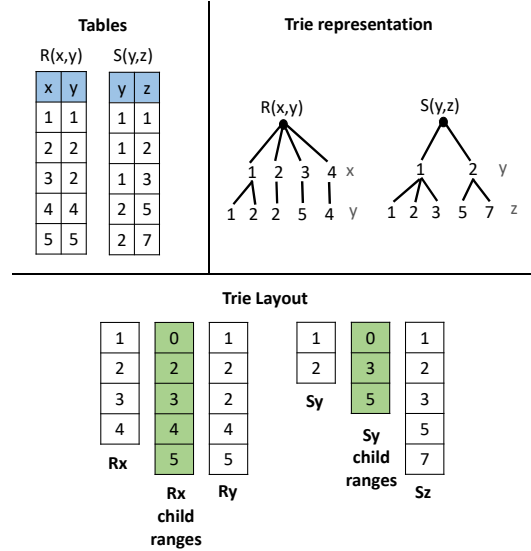 Tables
R(x,y) S(y,z)
x y y z
1 1 1 1
2 2 1 2
3 2 1 3
4 4 2 5
5 5 2 7
Trie representation
R(x,y) S(y,z)
1 2 3 4 x 1 2 y
1 2 2 5 4 y 1 2 3 5 7 z
Trie Layout
1 0 1 1 0 1
2 2 2 2 3 2
3 3 2 5 3
4 4 4 5
5 5 7
Rx
Rx
child
ranges
Ry
Sy
Sy
child
ranges
Sz